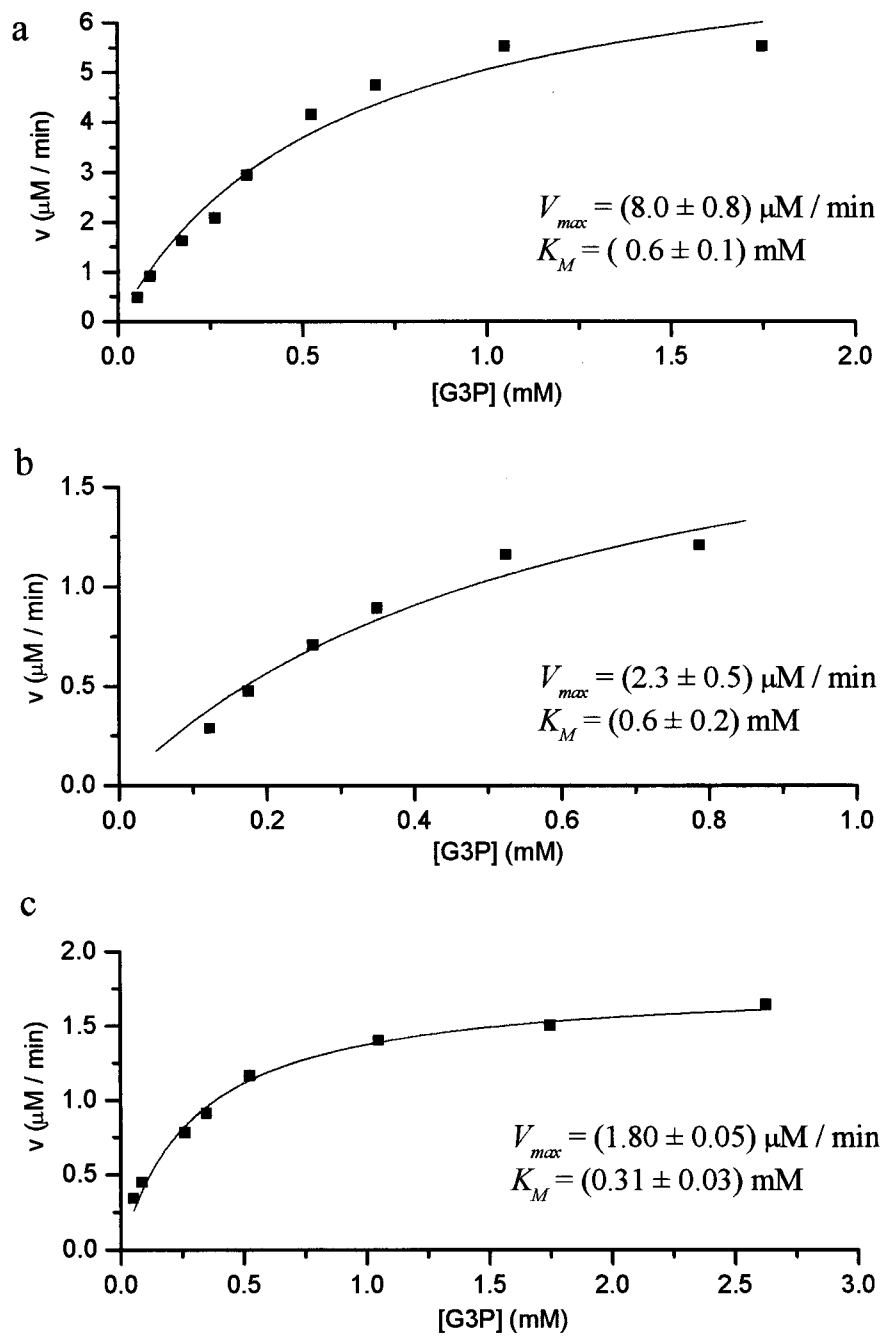 a
6
5
4
3
2
1
0
v (μM / min)
V_max = (8.0 ± 0.8) μM / min
K_M = ( 0.6 ± 0.1) mM
0.0 0.5 1.0 1.5 2.0
[G3P] (mM)
b
1.5
1.0
0.5
0.0
v (μM / min)
V_max = (2.3 ± 0.5) μM / min
K_M = (0.6 ± 0.2) mM
0.0 0.2 0.4 0.6 0.8 1.0
[G3P] (mM)
c
2.0
1.5
1.0
0.5
0.0
v (μM / min)
V_max = (1.80 ± 0.05) μM / min
K_M = (0.31 ± 0.03) mM
0.0 0.5 1.0 1.5 2.0 2.5 3.0
[G3P] (mM)